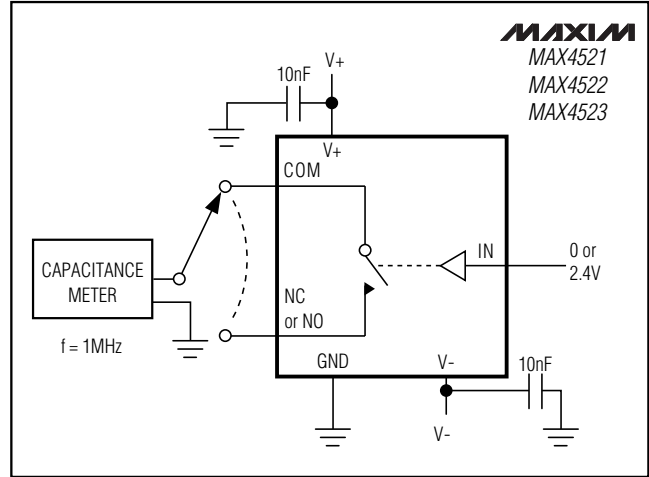 MAXIM
MAX4521
MAX4522
MAX4523
V+
10nF
V+
COM
CAPACITANCE
METER
f = 1MHz
NC
or NO
IN
0 or
2.4V
GND
V-
10nF
V-